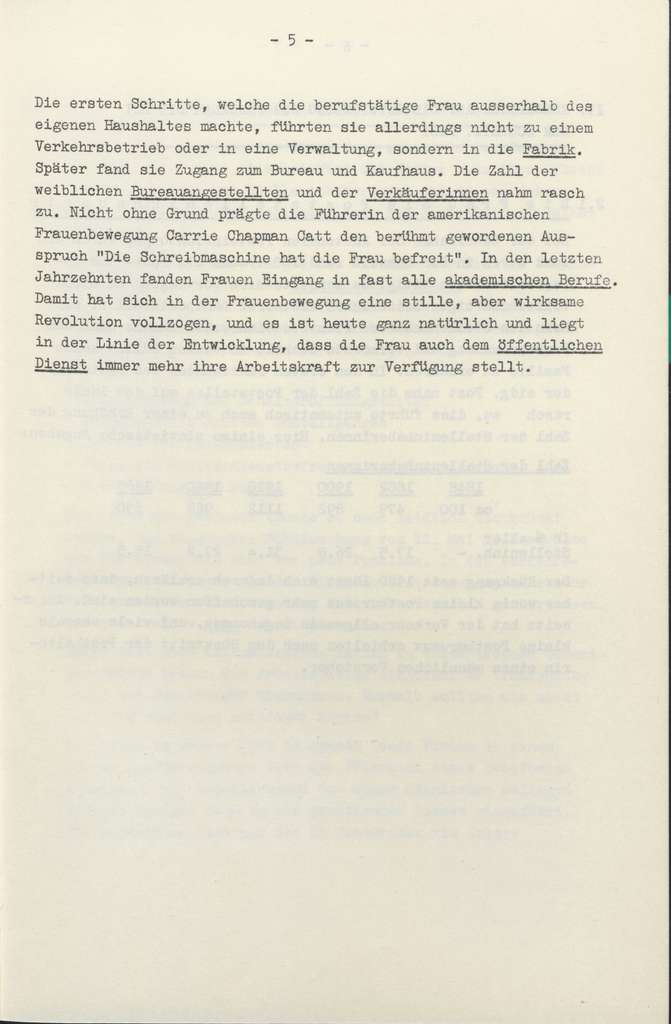 - 5 -
Die ersten Schritte, welche die berufstätige Frau ausserhalb des
eigenen Haushaltes machte, führten sie allerdings nicht zu einem
Verkehrsbetrieb oder in eine Verwaltung, sondern in die Fabrik.
Später fand sie Zugang zum Bureau und Kaufhaus. Die Zahl der
weiblichen Bureauangestellten und der Verkäuferinnen nahm rasch
zu. Nicht ohne Grund prägte die Führerin der amerikanischen
Frauenbewegung Carrie Chapman Catt den berühmt gewordenen Aus-
spruch "Die Schreibmaschine hat die Frau befreit". In den letzten
Jahrzehnten fanden Frauen Eingang in fast alle akademischen Berufe.
Damit hat sich in der Frauenbewegung eine stille, aber wirksame
Revolution vollzogen, und es ist heute ganz natürlich und liegt
in der Linie der Entwicklung, dass die Frau auch dem öffentlichen
Dienst immer mehr ihre Arbeitskraft zur Verfügung stellt.